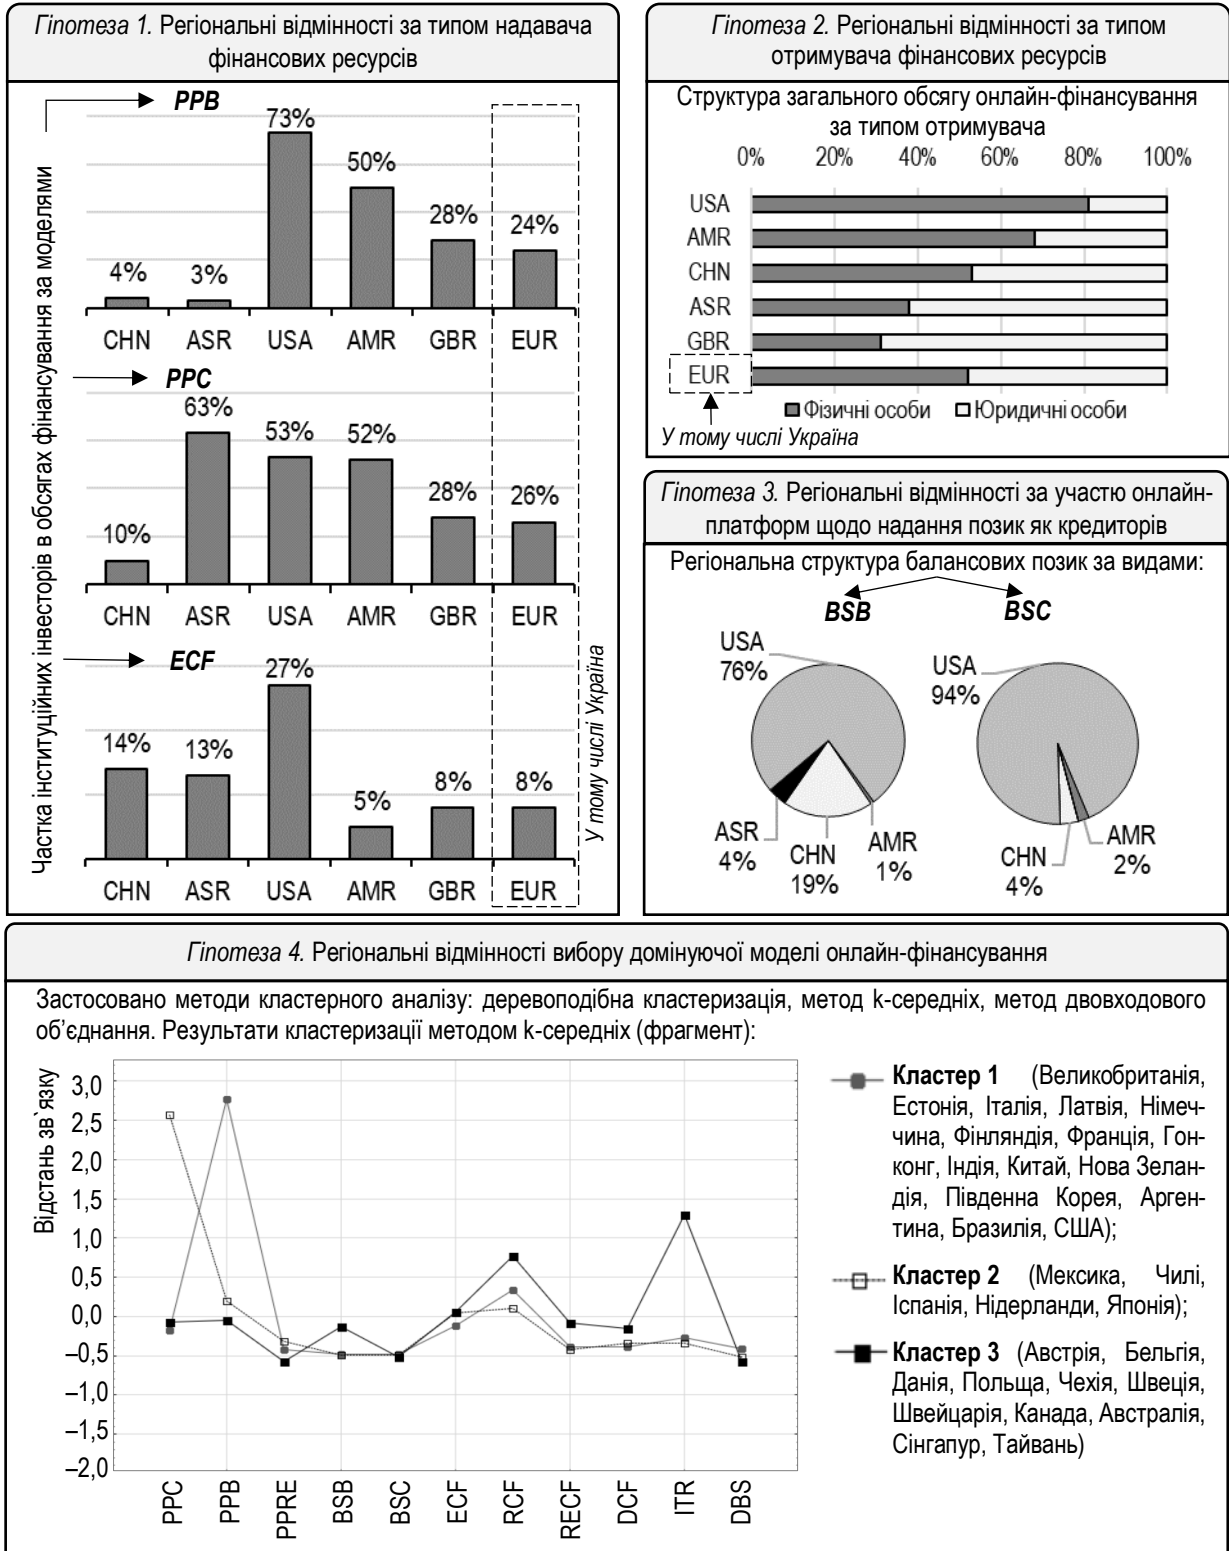 Гіпотеза 1. Регіональні відмінності за типом надавача
фінансових ресурсів
Частка інституційних інвесторів в обсягах фінансування за моделями
PPB
73%
50%
28%
24%
4%
3%
CHN ASR USA AMR GBR EUR
PPC
63%
53%
52%
28%
26%
10%
CHN ASR USA AMR GBR EUR
ECF
27%
14%
13%
5%
8%
8%
CHN ASR USA AMR GBR EUR
У тому числі Україна
Гіпотеза 2. Регіональні відмінності за типом
отримувача фінансових ресурсів
Структура загального обсягу онлайн-фінансування
за типом отримувача
0% 20% 40% 60% 80% 100%
USA
AMR
CHN
ASR
GBR
EUR
Фізичні особи Юридичні особи
У тому числі Україна
Гіпотеза 3. Регіональні відмінності за участю онлайн-
платформ щодо надання позик як кредиторів
Регіональна структура балансових позик за видами:
BSB BSC
USA
76%
ASR
4%
CHN
19%
AMR
1%
USA
94%
CHN
4%
AMR
2%
Гіпотеза 4. Регіональні відмінності вибору домінуючої моделі онлайн-фінансування
Застосовано методи кластерного аналізу: деревоподібна кластеризація, метод k-середніх, метод двовходового
об’єднання. Результати кластеризації методом k-середніх (фрагмент):
Відстань зв`язку
3,0
2,5
2,0
1,5
1,0
0,5
0,0
–0,5
–1,0
–1,5
–2,0
PPC PPB PPRE BSB BSC ECF RCF RECF DCF ITR DBS
Кластер 1 (Великобританія,
Естонія, Італія, Латвія, Німеч-
чина, Фінляндія, Франція, Гон-
конг, Індія, Китай, Нова Зелан-
дія, Південна Корея, Арген-
тина, Бразилія, США);
Кластер 2 (Мексика, Чилі,
Іспанія, Нідерланди, Японія);
Кластер 3 (Австрія, Бельгія,
Данія, Польща, Чехія, Швеція,
Швейцарія, Канада, Австралія,
Сінгапур, Тайвань)